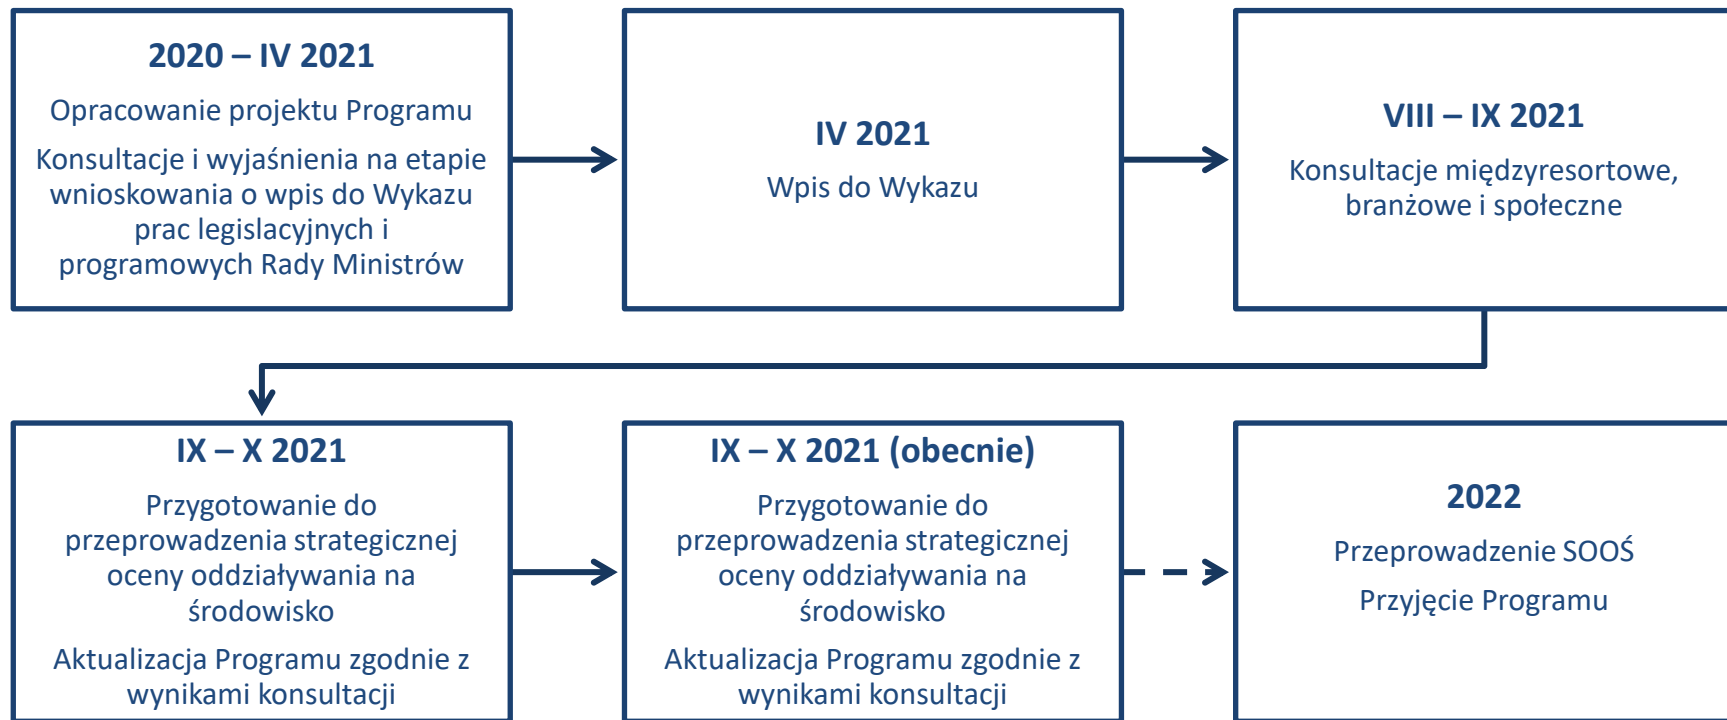 2020 – IV 2021
Opracowanie projektu Programu
Konsultacje i wyjaśnienia na etapie
wnioskowania o wpis do Wykazu
prac legislacyjnych i
programowych Rady Ministrów
IV 2021
Wpis do Wykazu
VIII – IX 2021
Konsultacje międzyresortowe,
branżowe i społeczne
IX – X 2021
Przygotowanie do
przeprowadzenia strategicznej
oceny oddziaływania na
środowisko
Aktualizacja Programu zgodnie z
wynikami konsultacji
IX – X 2021 (obecnie)
Przygotowanie do
przeprowadzenia strategicznej
oceny oddziaływania na
środowisko
Aktualizacja Programu zgodnie z
wynikami konsultacji
2022
Przeprowadzenie SOOŚ
Przyjęcie Programu